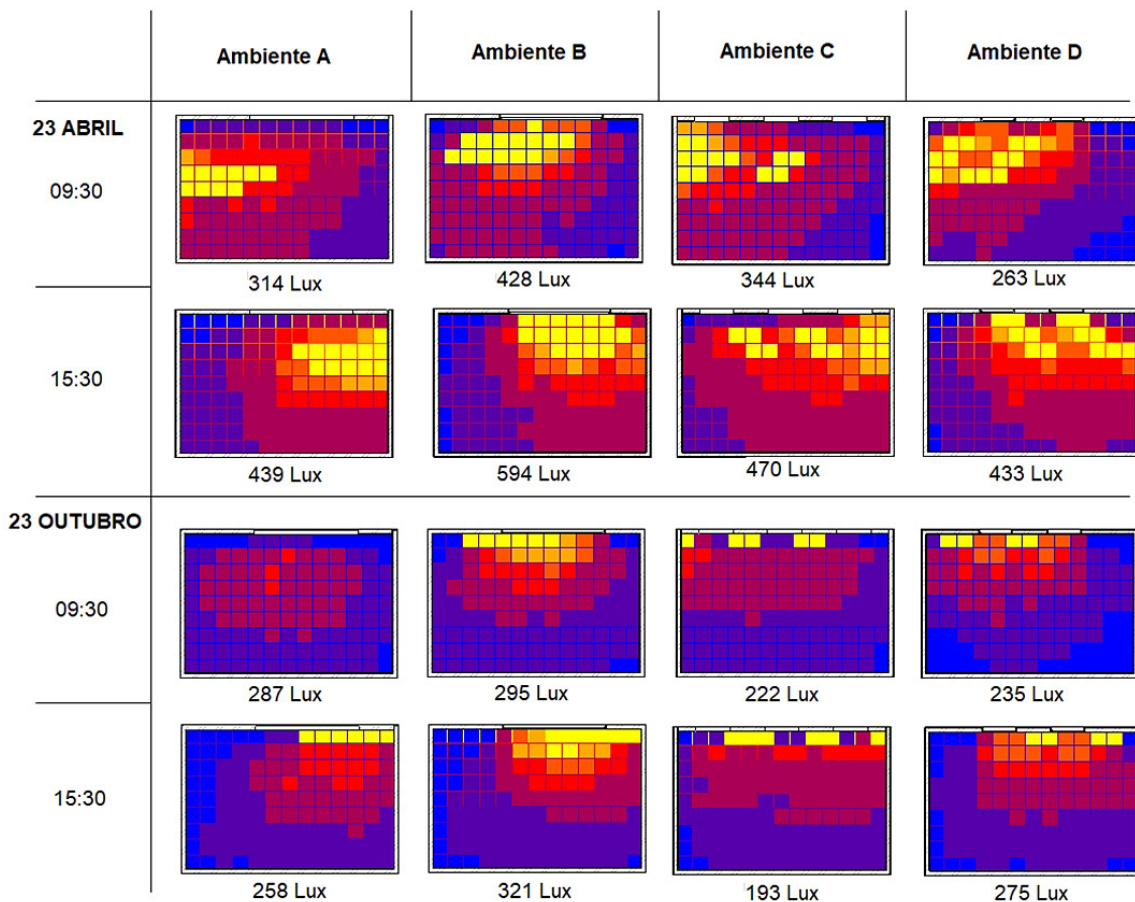 Ambiente A Ambiente B Ambiente C Ambiente D
23 ABRIL
09:30
314 Lux 428 Lux 344 Lux 263 Lux
15:30
439 Lux 594 Lux 470 Lux 433 Lux
23 OUTUBRO
09:30
287 Lux 295 Lux 222 Lux 235 Lux
15:30
258 Lux 321 Lux 193 Lux 275 Lux